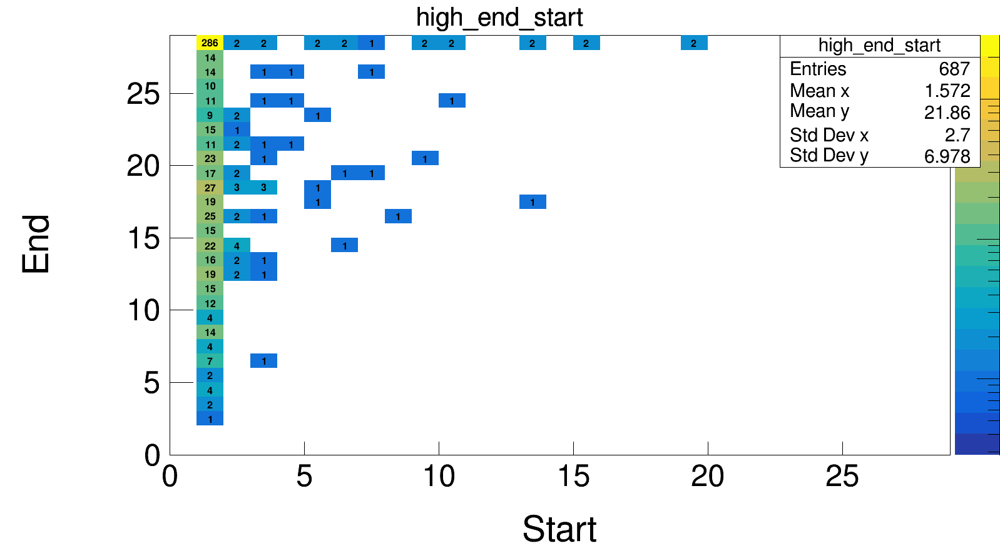 high_end_start
286 2 2 2 2 1 2 2 2 2 2
14
14 1 1 1
10
11 1 1 1
9 2 1
15 1
11 2 1 1
23 1 1
17 2 1 1
27 3 3 1
19 1 1
25 2 1 1
15
22 4 1
16 2 1
19 2 1
15
12
4
14
4
7 1
2
4
2
1
high_end_start
Entries 687
Mean x 1.572
Mean y 21.86
Std Dev x 2.7
Std Dev y 6.978
25
20
15
10
5
0
End
0 5 10 15 20 25
Start